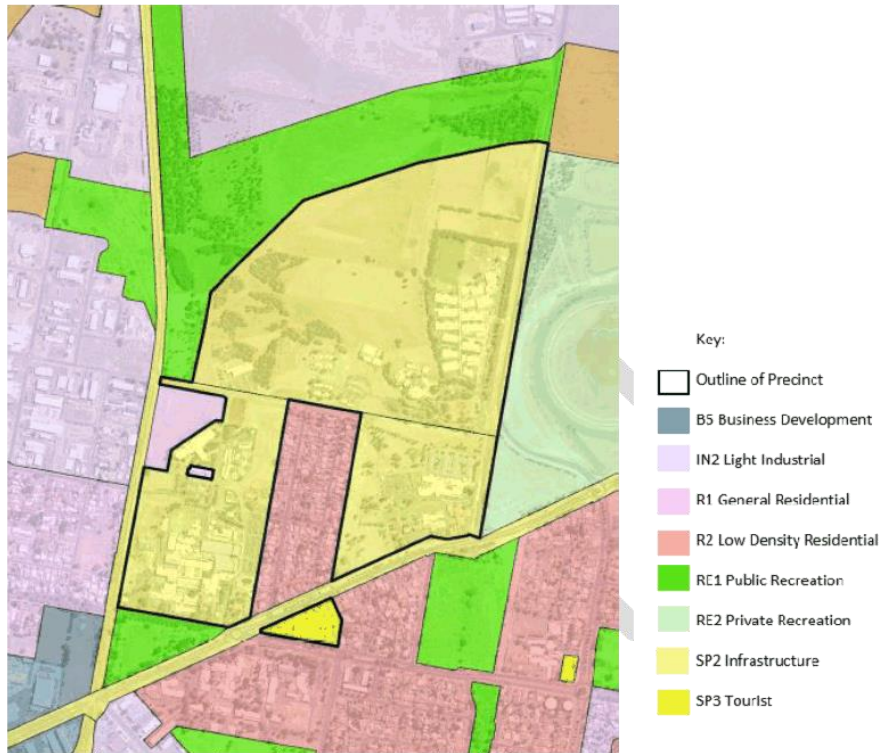 Key:
Outline of Precinct
B5 Business Development
IN2 Light Industrial
R1 General Residential
R2 Low Density Residential
RE1 Public Recreation
RE2 Private Recreation
SP2 Infrastructure
SP3 Tourist